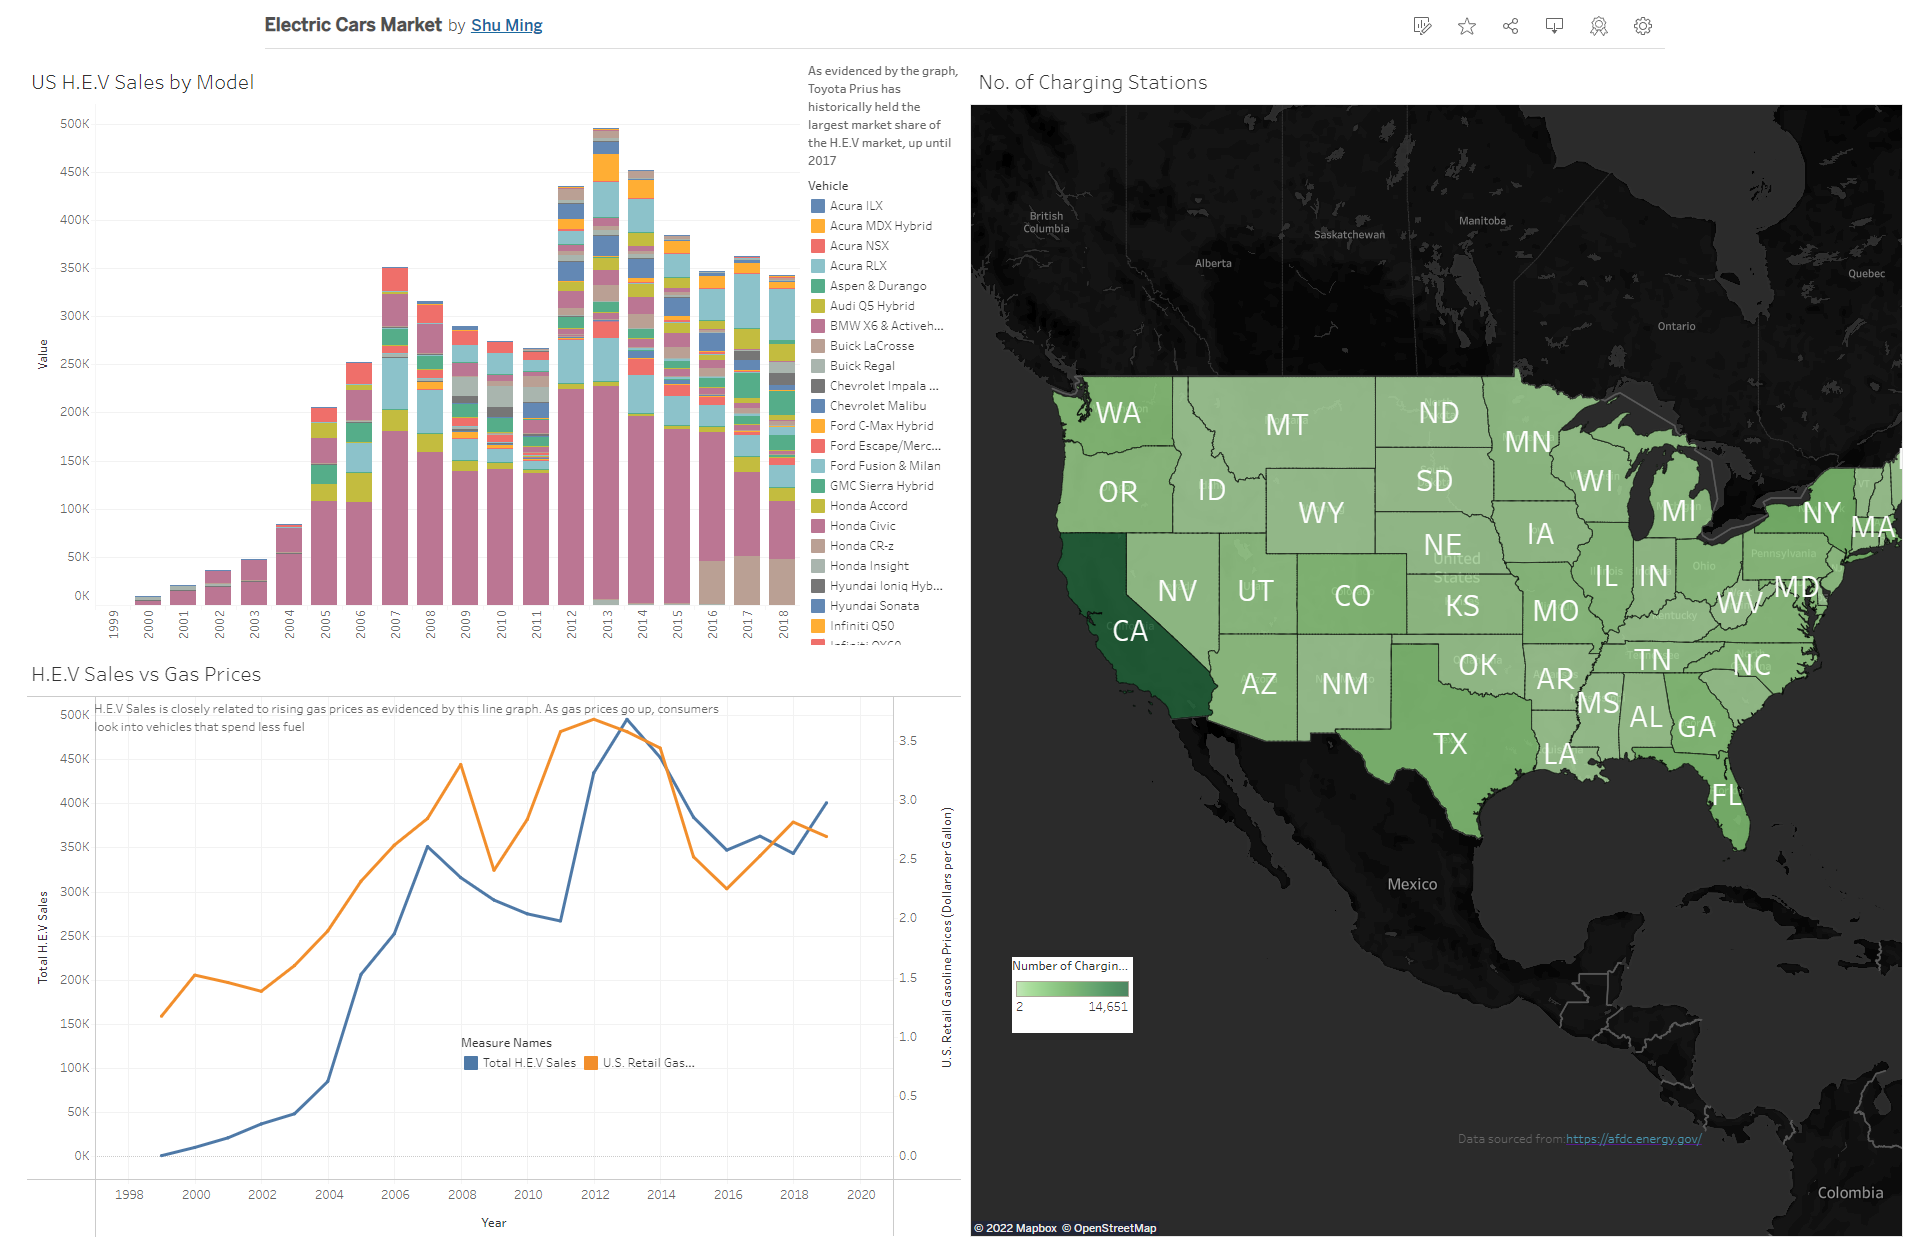 Electric Cars Market by Shu Ming
US H.E.V Sales by Model
As evidenced by the graph,
Toyota Prius has
historically held the
largest market share of
the H.E.V market, up until
2017
Value
500K
450K
400K
350K
300K
250K
200K
150K
100K
50K
0K
1999 2000 2001 2002 2003 2004 2005 2006 2007 2008 2009 2010 2011 2012 2013 2014 2015 2016 2017 2018
Vehicle
Acura ILX
Acura MDX Hybrid
Acura NSX
Acura RLX
Aspen & Durango
Audi Q5 Hybrid
BMW X6 & Activeh...
Buick LaCrosse
Buick Regal
Chevrolet Impala ...
Chevrolet Malibu
Ford C-Max Hybrid
Ford Escape/Merc...
Ford Fusion & Milan
GMC Sierra Hybrid
Honda Accord
Honda Civic
Honda CR-z
Honda Insight
Hyundai Ioniq Hyb...
Hyundai Sonata
Infiniti Q50
H.E.V Sales vs Gas Prices
H.E.V Sales is closely related to rising gas prices as evidenced by this line graph. As gas prices go up, consumers
look into vehicles that spend less fuel
Total H.E.V Sales
500K
450K
400K
350K
300K
250K
200K
150K
100K
50K
0K
3.5
3.0
2.5
2.0
1.5
1.0
0.5
0.0
U.S. Retail Gasoline Prices (Dollars per Gallon)
Measure Names
Total H.E.V Sales
U.S. Retail Gas...
1998 2000 2002 2004 2006 2008 2010 2012 2014 2016 2018 2020
Year
No. of Charging Stations
British
Columbia
Alberta
Saskatchewan
Manitoba
Ontario
Quebec
WA
MT
ND
MN
OR
ID
WY
SD
WI
MI
NY
MA
VT
NE
IA
United
States
Pennsylvania
Ohio
NV
UT
CO
KS
MO
IL
IN
WV
MD
Kentucky
CA
AZ
NM
OK
AR
TN
NC
MS
AL
GA
TX
LA
FL
Mexico
Number of Chargin...
2
14,651
Data sourced from:https://afdc.energy.gov/
Colombia
© 2022 Mapbox © OpenStreetMap